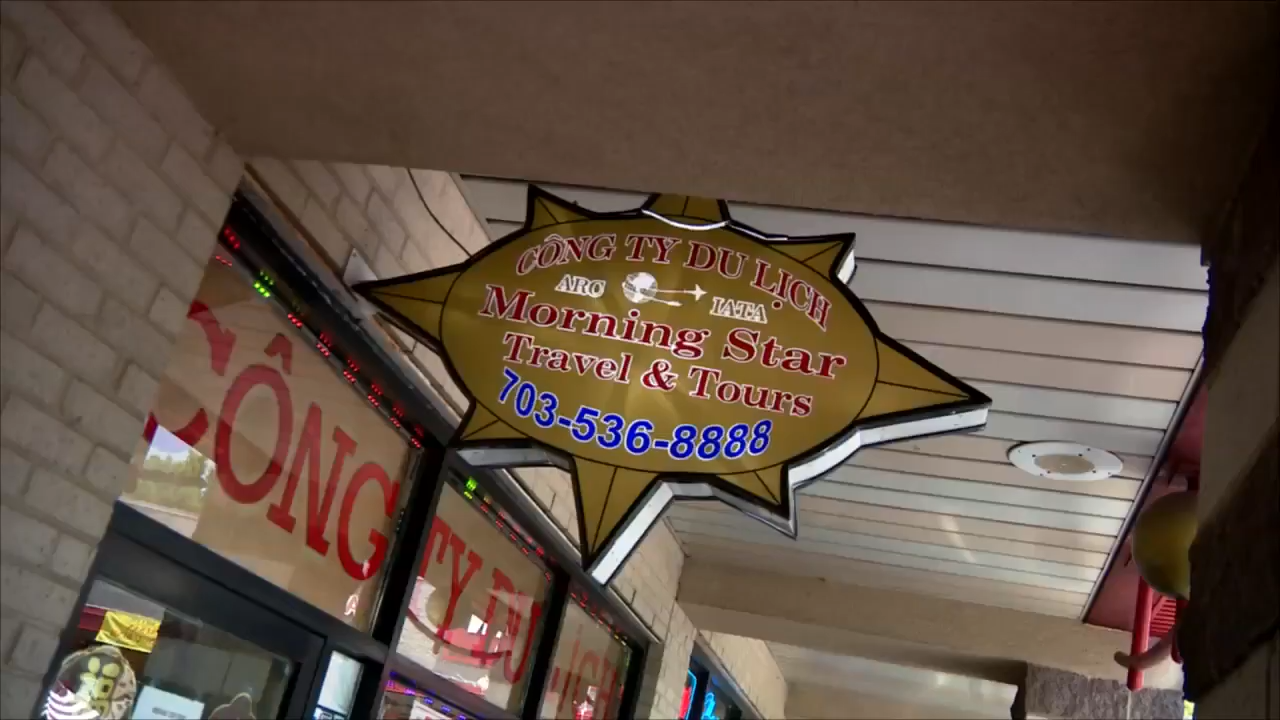 CÔNG TY DU LỊCH
ARC IATA
Morning Star
Travel & Tours
703-536-8888
CÔNG TY DU LỊCH